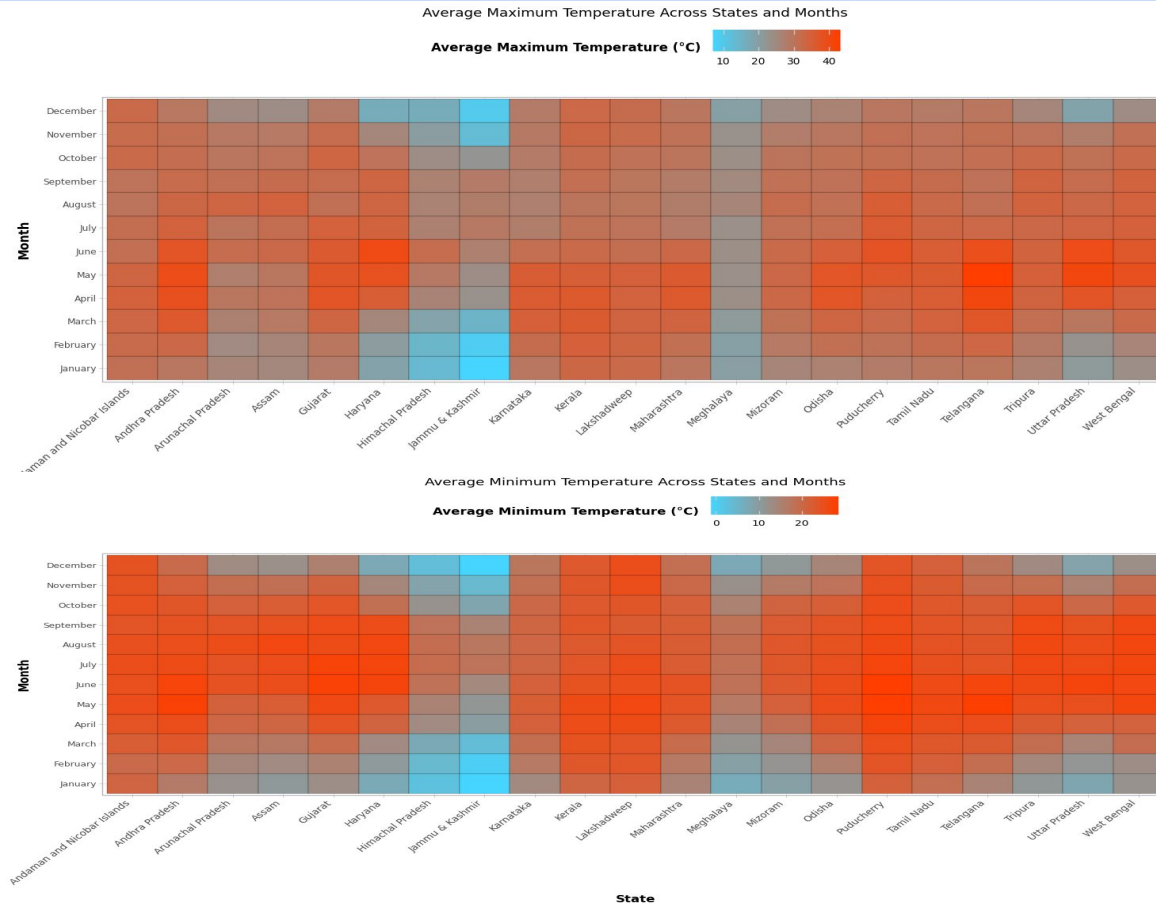 Average Maximum Temperature Across States and Months
Average Maximum Temperature (°C)
10 20 30 40
December
November
October
September
August
July
June
May
April
March
February
January
Month
daman and Nicobar Islands
Andhra Pradesh
Arunachal Pradesh
Assam
Gujarat
Haryana
Himachal Pradesh
Jammu & Kashmir
Karnataka
Kerala
Lakshadweep
Maharashtra
Meghalaya
Mizoram
Odisha
Puducherry
Tamil Nadu
Telangana
Tripura
Uttar Pradesh
West Bengal
Average Minimum Temperature Across States and Months
Average Minimum Temperature (°C)
0 10 20
December
November
October
September
August
July
June
May
April
March
February
January
Month
Andaman and Nicobar Islands
Andhra Pradesh
Arunachal Pradesh
Assam
Gujarat
Haryana
Himachal Pradesh
Jammu & Kashmir
Karnataka
Kerala
Lakshadweep
Maharashtra
Meghalaya
Mizoram
Odisha
Puducherry
Tamil Nadu
Telangana
Tripura
Uttar Pradesh
West Bengal
State